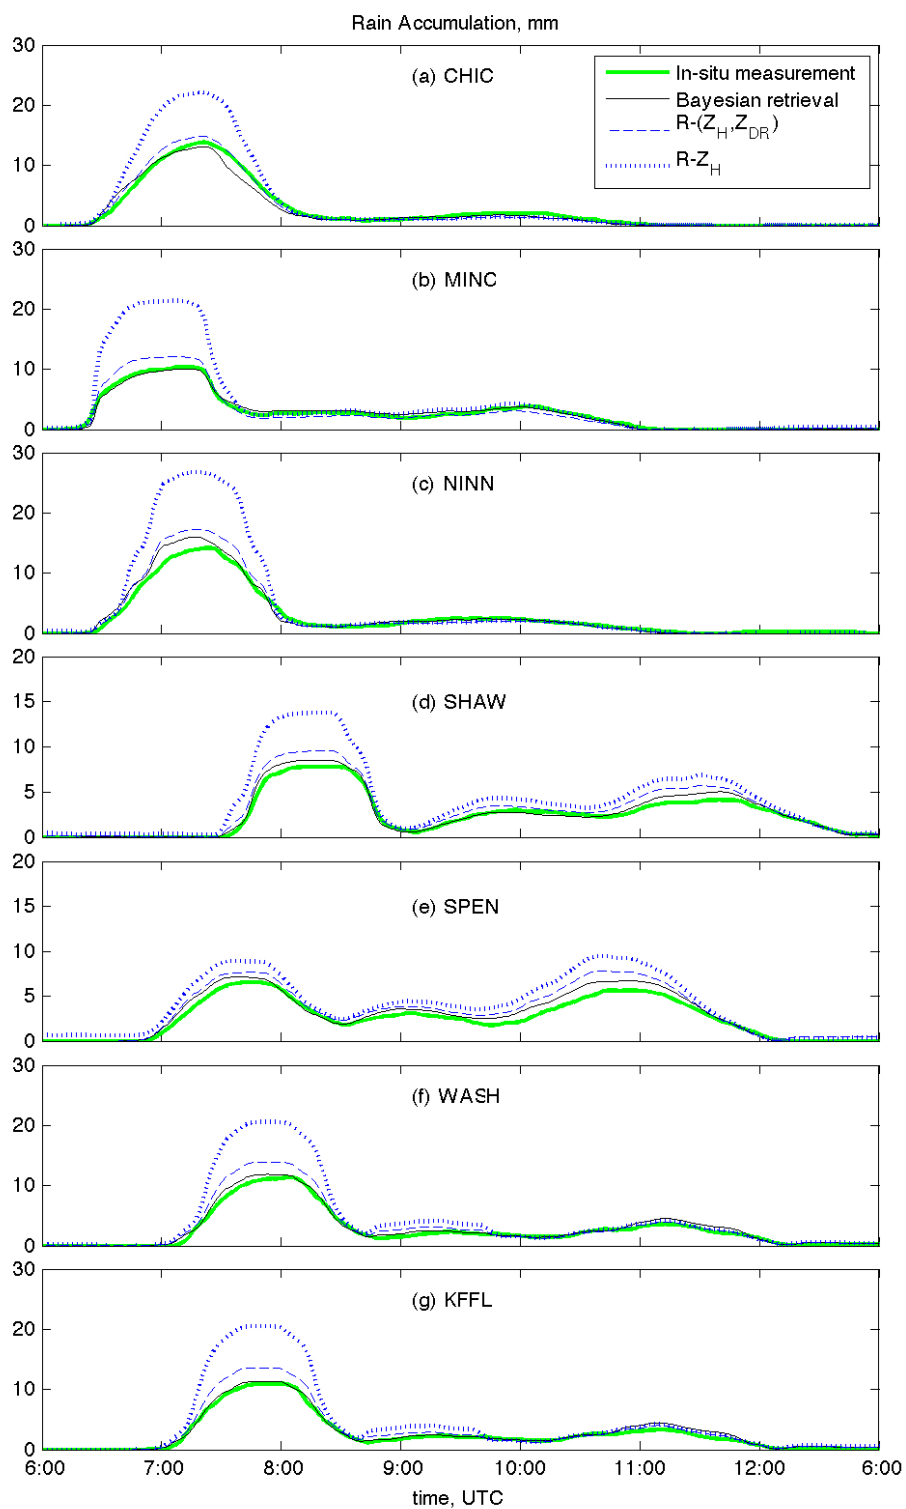 Rain Accumulation, mm
30
20
10
0
(a) CHIC
In-situ measurement
Bayesian retrieval
R-(Z_H,Z_DR)
R-Z_H
30
20
10
0
(b) MINC
30
20
10
0
(c) NINN
20
15
10
5
0
(d) SHAW
20
15
10
5
0
(e) SPEN
30
20
10
0
(f) WASH
30
20
10
0
(g) KFFL
6:00 7:00 8:00 9:00 10:00 11:00 12:00 6:00
time, UTC